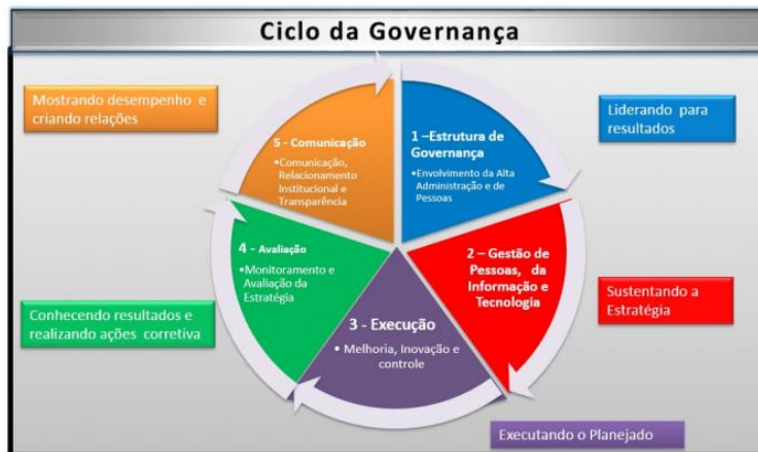 Ciclo da Governança
Mostrando desempenho e
criando relações
5 - Comunicação
•Comunicação,
Relacionamento
Institucional e
Transparência
1 –Estrutura de
Governança
•Envolvimento da Alta
Administração e de
Pessoas
Liderando para
resultados
4 - Avaliação
•Monitoramento e
Avaliação da
Estratégia
2 – Gestão de
Pessoas, da
Informação e
Tecnologia
Sustentando a
Estratégia
Conhecendo resultados e
realizando ações corretiva
3 - Execução
• Melhoria, Inovação e
controle
Executando o Planejado